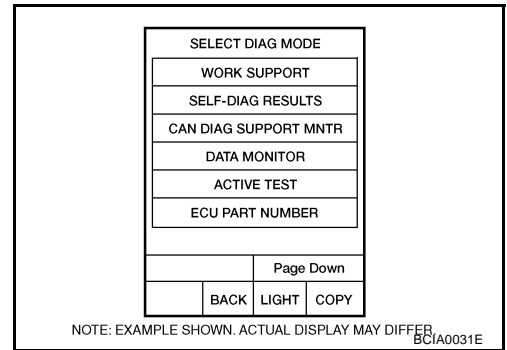 SELECT DIAG MODE
WORK SUPPORT
SELF-DIAG RESULTS
CAN DIAG SUPPORT MNTR
DATA MONITOR
ACTIVE TEST
ECU PART NUMBER
Page Down
BACK LIGHT COPY
NOTE: EXAMPLE SHOWN. ACTUAL DISPLAY MAY DIFFER.
BCIA0031E